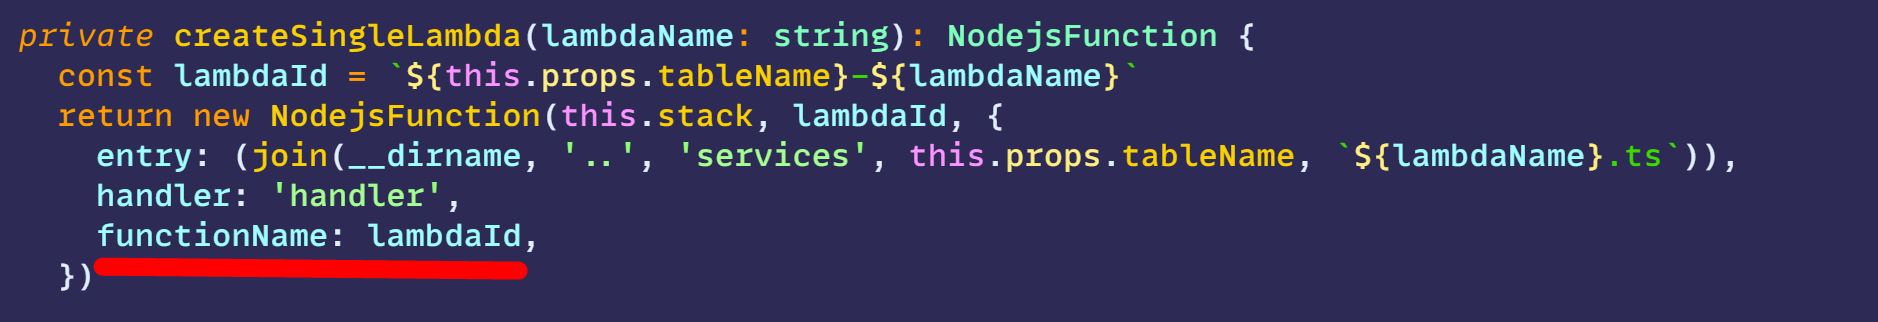 private createSingleLambda(lambdaName: string): NodejsFunction {
const lambdaId = `${this.props.tableName}-${lambdaName}`
return new NodejsFunction(this.stack, lambdaId, {
entry: (join(__dirname, '..', 'services', this.props.tableName, `${lambdaName}.ts`)),
handler: 'handler',
functionName: lambdaId,
})